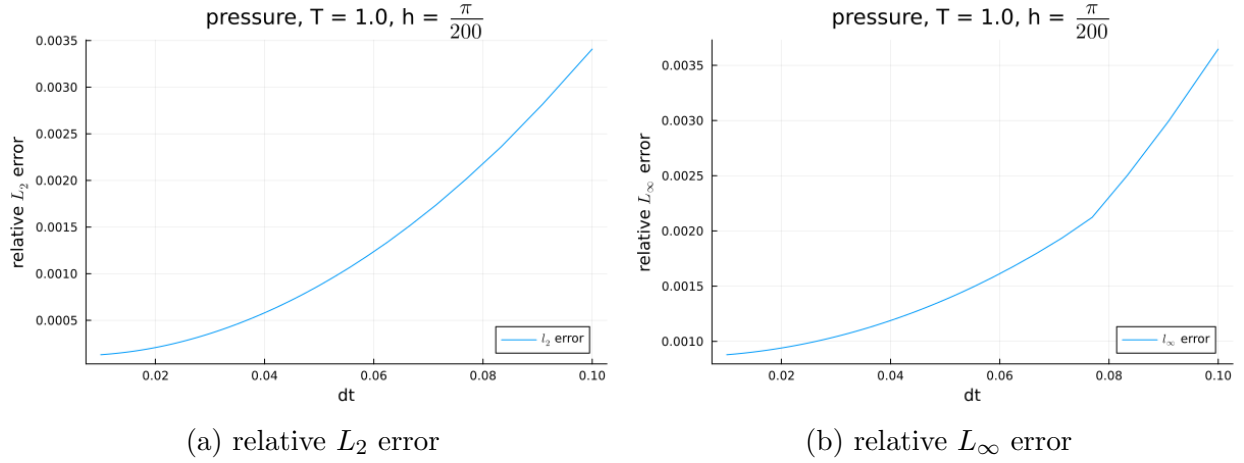 pressure, T = 1.0, h = π/200
relative L₂ error
0.0035
0.0030
0.0025
0.0020
0.0015
0.0010
0.0005
l₂ error
0.02 0.04 0.06 0.08 0.10
dt
(a) relative L₂ error
pressure, T = 1.0, h = π/200
relative L∞ error
0.0035
0.0030
0.0025
0.0020
0.0015
0.0010
l∞ error
0.02 0.04 0.06 0.08 0.10
dt
(b) relative L∞ error